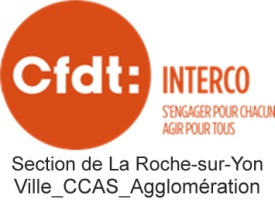 Cfdt:
INTERCO
S'ENGAGER POUR CHACUN
AGIR POUR TOUS
Section de La Roche-sur-Yon
Ville_CCAS_Agglomération